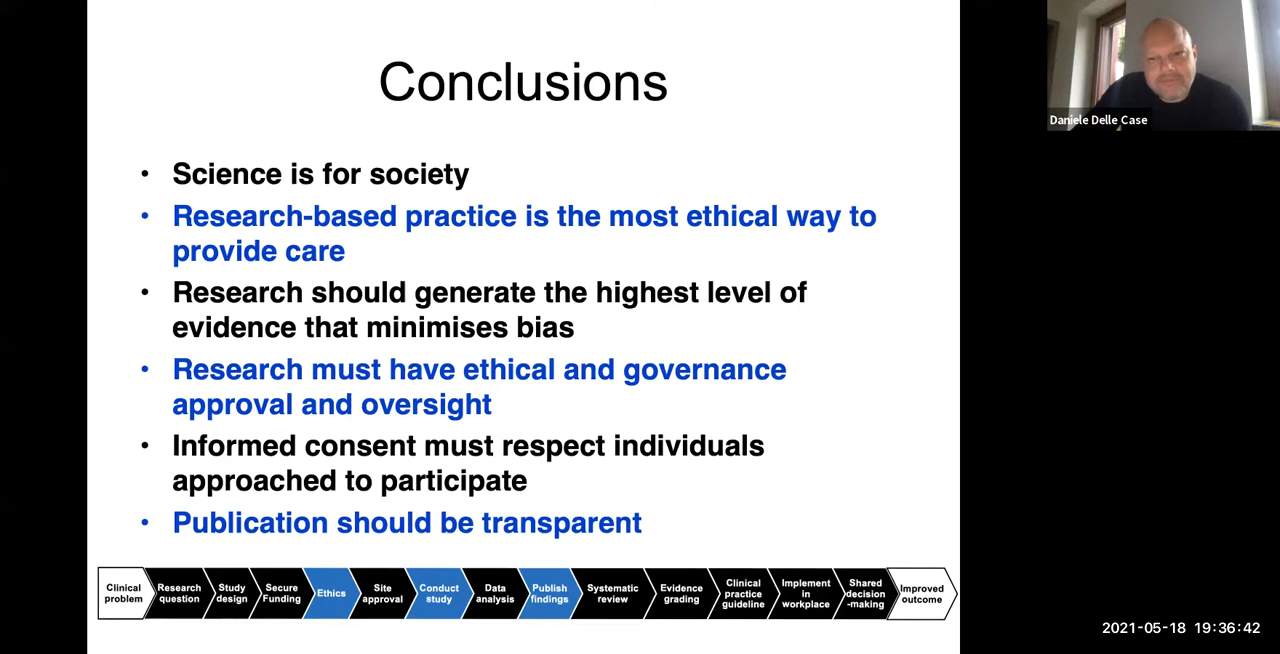 Conclusions
• Science is for society
• Research-based practice is the most ethical way to
provide care
• Research should generate the highest level of
evidence that minimises bias
• Research must have ethical and governance
approval and oversight
• Informed consent must respect individuals
approached to participate
• Publication should be transparent
Clinical
problem
Research
question
Study
design
Secure
Funding
Ethics
Site
approval
Conduct
study
Data
analysis
Publish
findings
Systematic
review
Evidence
grading
Clinical
practice
guideline
Implement
in
workplace
Shared
decision
-making
Improved
outcome
Daniele Delle Case
2021-05-18 19:36:42